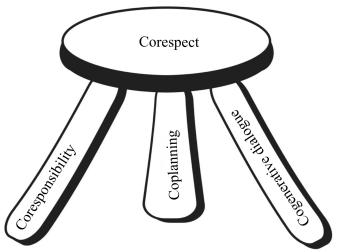 Corespect
Coresponsibility
Coplanning
Cogenerative dialogue